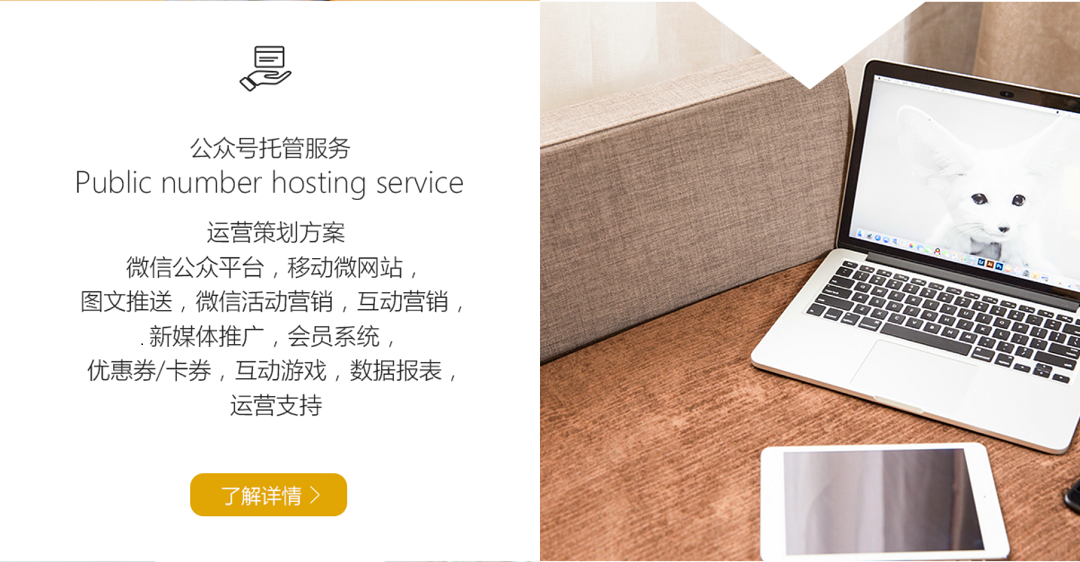 公众号托管服务
Public number hosting service
运营策划方案
微信公众平台，移动微网站，
图文推送，微信活动营销，互动营销，
.新媒体推广，会员系统，
优惠券/卡券，互动游戏，数据报表，
运营支持
了解详情 >